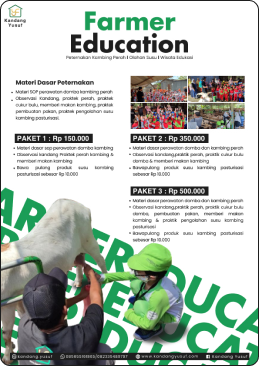 Kandang
Yusuf
Farmer
Education
Peternakan Kambing Perah | Olahan Susu | Wisata Edukasi
Materi Dasar Peternakan
Materi SOP perawatan domba kambing perah
Observasi kandang, praktek perah, praktek
cukur bulu, memberi makan kambing, praktek
pembuatan pakan, praktek pengolahan susu
kambing pasturisasi.
PAKET 1 : Rp 150.000
Materi dasar sop perawatan domba kambing
Observasi kandang Praktek perah kambing &
memberi makan kambing
Bawa pulang produk susu kambing
pasturisasi sebesar Rp 10.000
PAKET 2 : Rp 350.000
Materi dasar perawatan domba dan kambing perah
Observasi kandang, praktik perah, praktik cukur bulu
domba & memberi makan kambing
Bawapulang produk susu kambing pasturisasi
sebesar Rp 10.000
PAKET 3 : Rp 500.000
Materi dasar perawatan domba dan kambing
Observasi kandang,praktik perah, praktik cukur bulu
domba, pembuatan pakan, memberi makan
kambing & praktik pengolahan susu kambing
pasturisasi
Bawapulang produk susu kambing pasturisasi
sebesar Rp 10.000
kandang yusuf
www.kandangyusuf.com
kandang yusuf